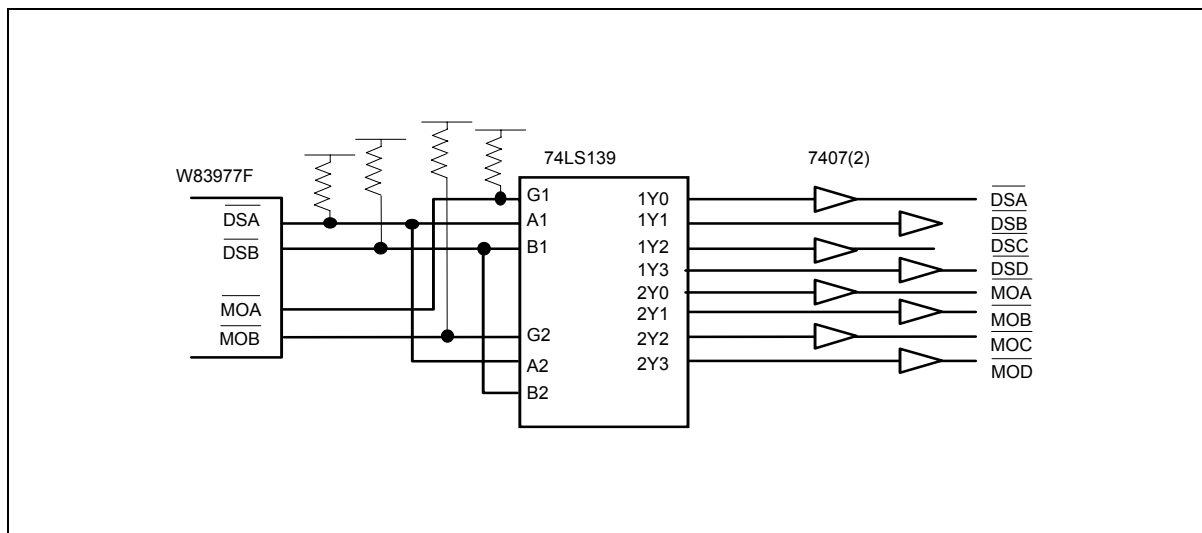 74LS139
7407(2)
W83977F
DSA
DSB
MOA
MOB
G1
A1
B1
G2
A2
B2
1Y0
1Y1
1Y2
1Y3
2Y0
2Y1
2Y2
2Y3
DSA
DSB
DSC
DSD
MOA
MOB
MOC
MOD